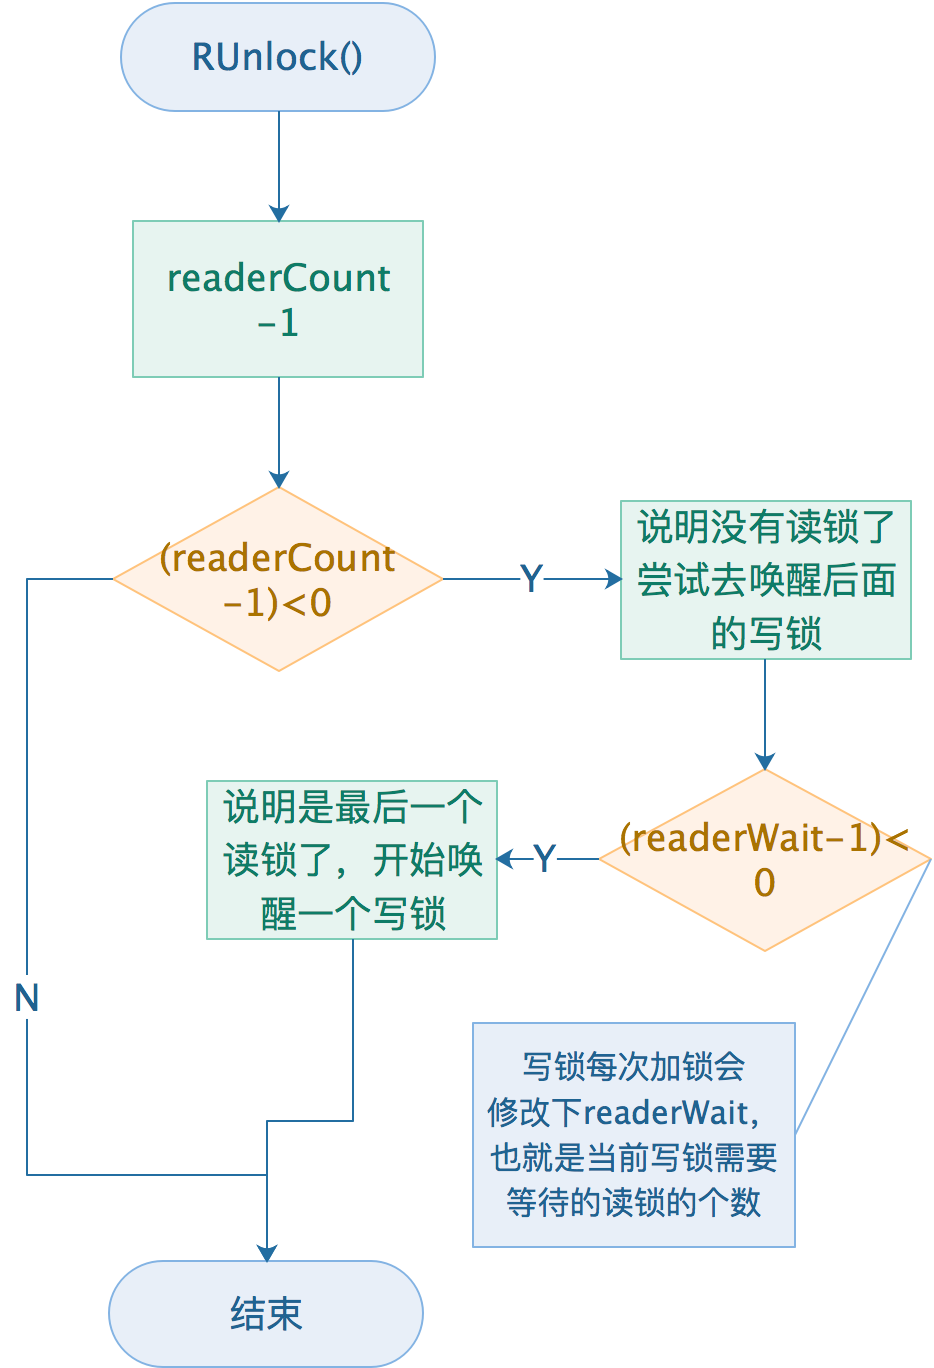 RUnlock()
readerCount
-1
(readerCount
-1)<0
Y
说明没有读锁了
尝试去唤醒后面
的写锁
(readerWait-1)<
0
Y
说明是最后一个
读锁了，开始唤
醒一个写锁
N
写锁每次加锁会
修改下readerWait，
也就是当前写锁需要
等待的读锁的个数
结束